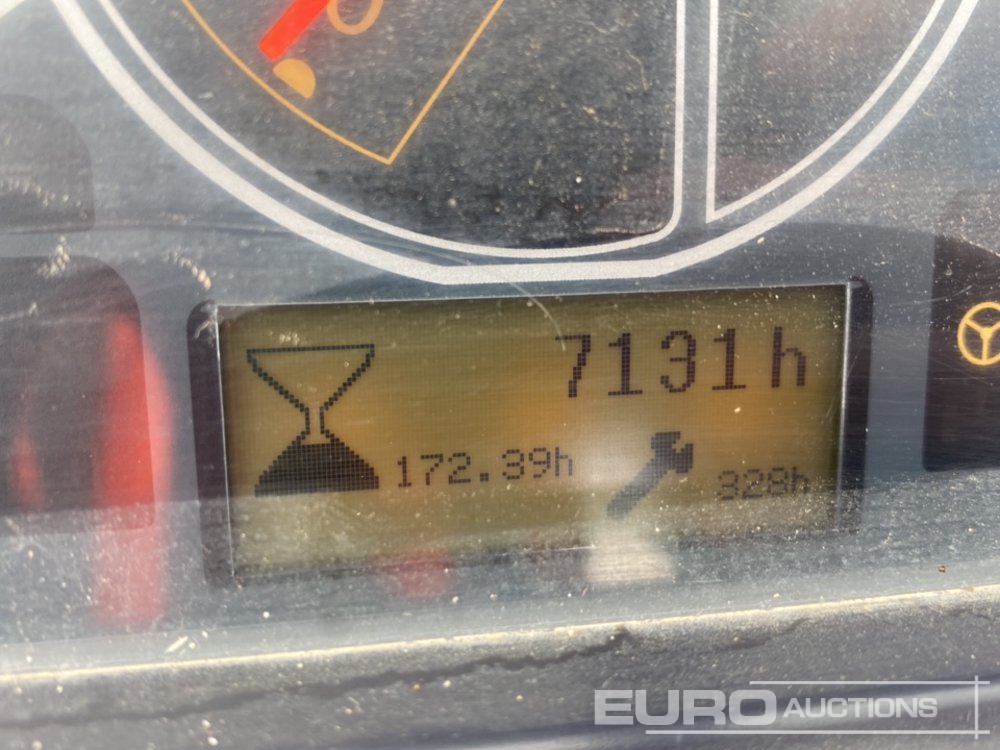 7131h
172.39h
328h
EURO AUCTIONS